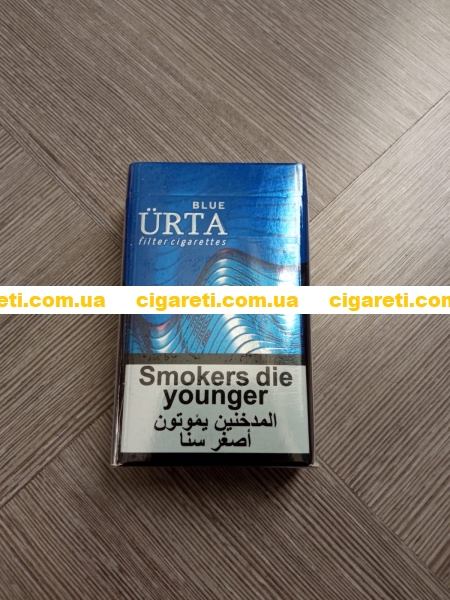 BLUE
ÜRTA
filter cigarettes
eti.com.ua cigareti.com.ua cigareti.com
Smokers die
younger
المدخنين يموتون
أصغر سنا